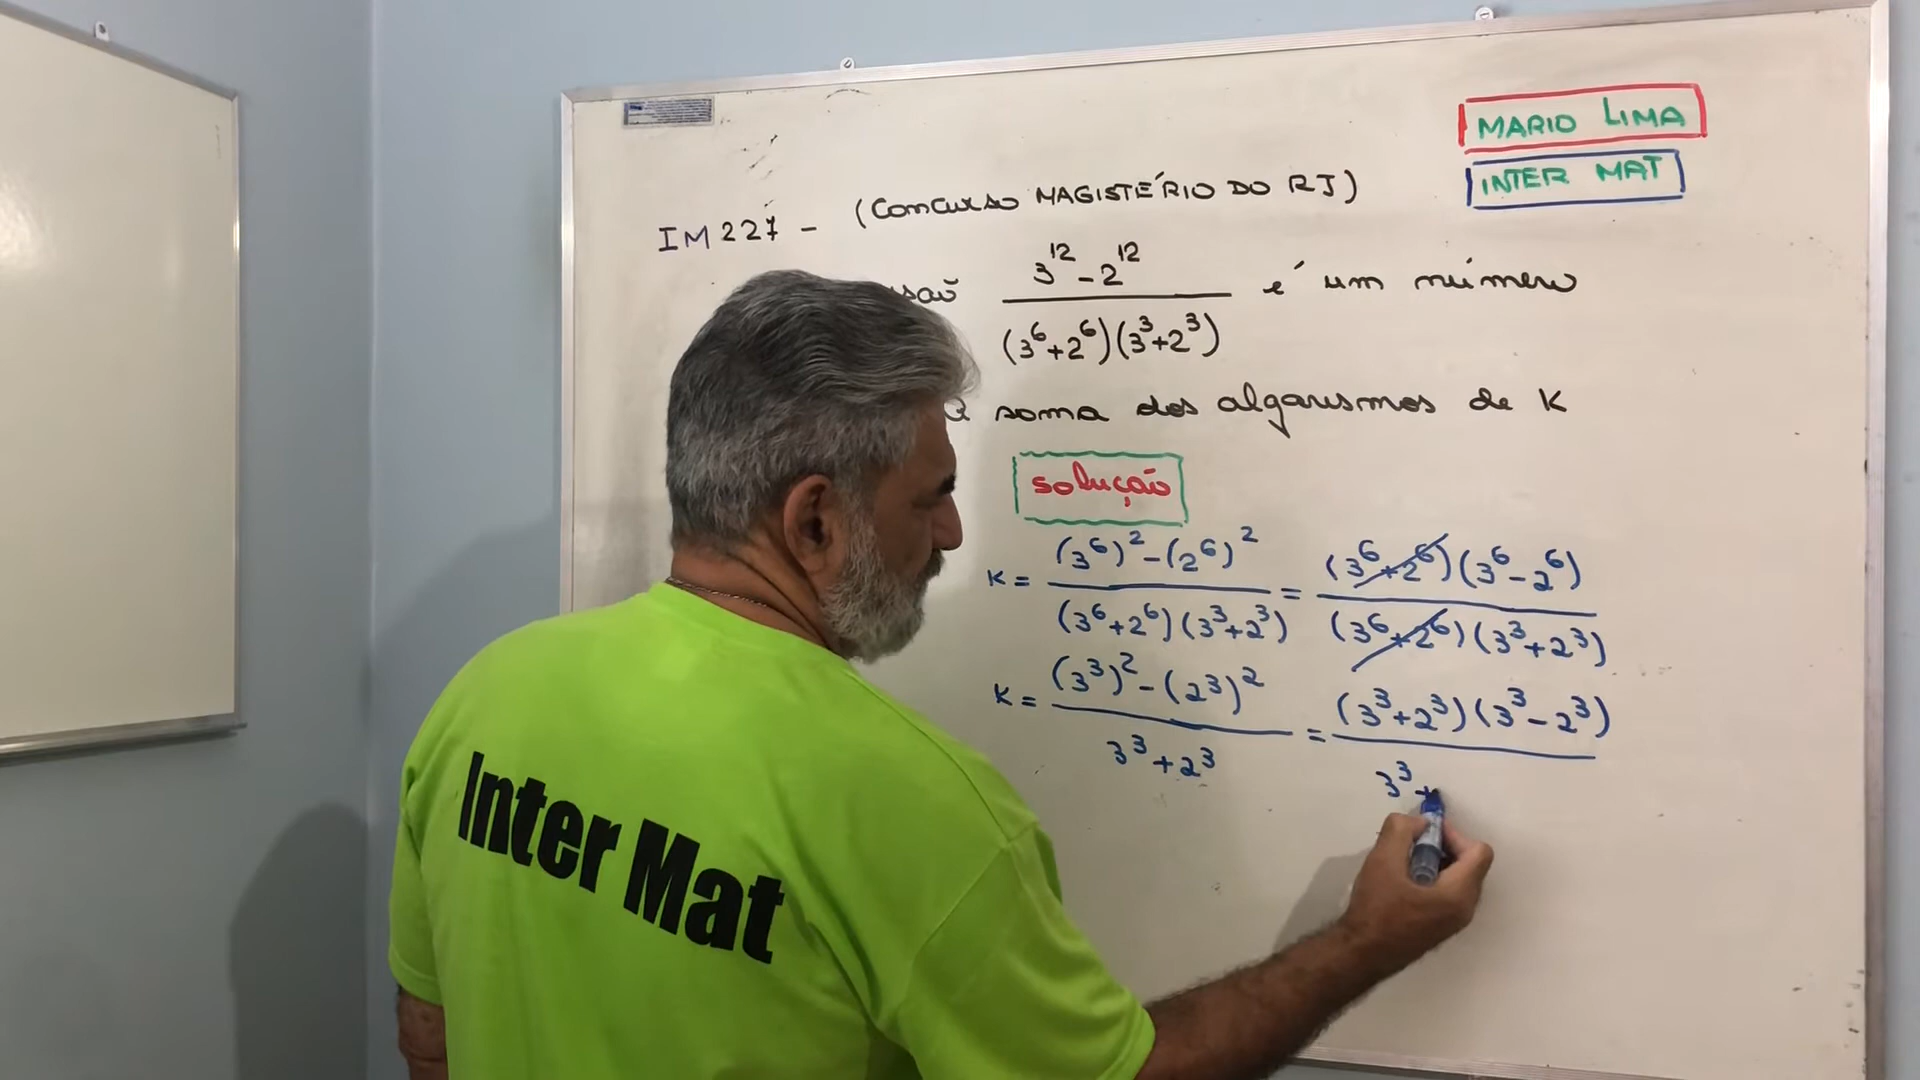 MARIO LIMA
INTER MAT
IM 227 - (CONCURSO MAGISTÉRIO DO RJ)
3^12 - 2^12
é um número
(3^6+2^6)(3^3+2^3)
a soma dos algarismos de K
solução
K = (3^6)^2-(2^6)^2 / (3^6+2^6)(3^3+2^3) = (3^6+2^6)(3^6-2^6) / (3^6+2^6)(3^3+2^3)
K = (3^3)^2-(2^3)^2 / 3^3+2^3 = (3^3+2^3)(3^3-2^3) / 3^3+
Inter Mat